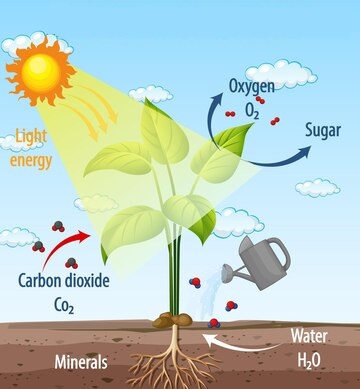 Oxygen
O₂
Sugar
Light
energy
Carbon dioxide
Co₂
Water
H₂O
Minerals